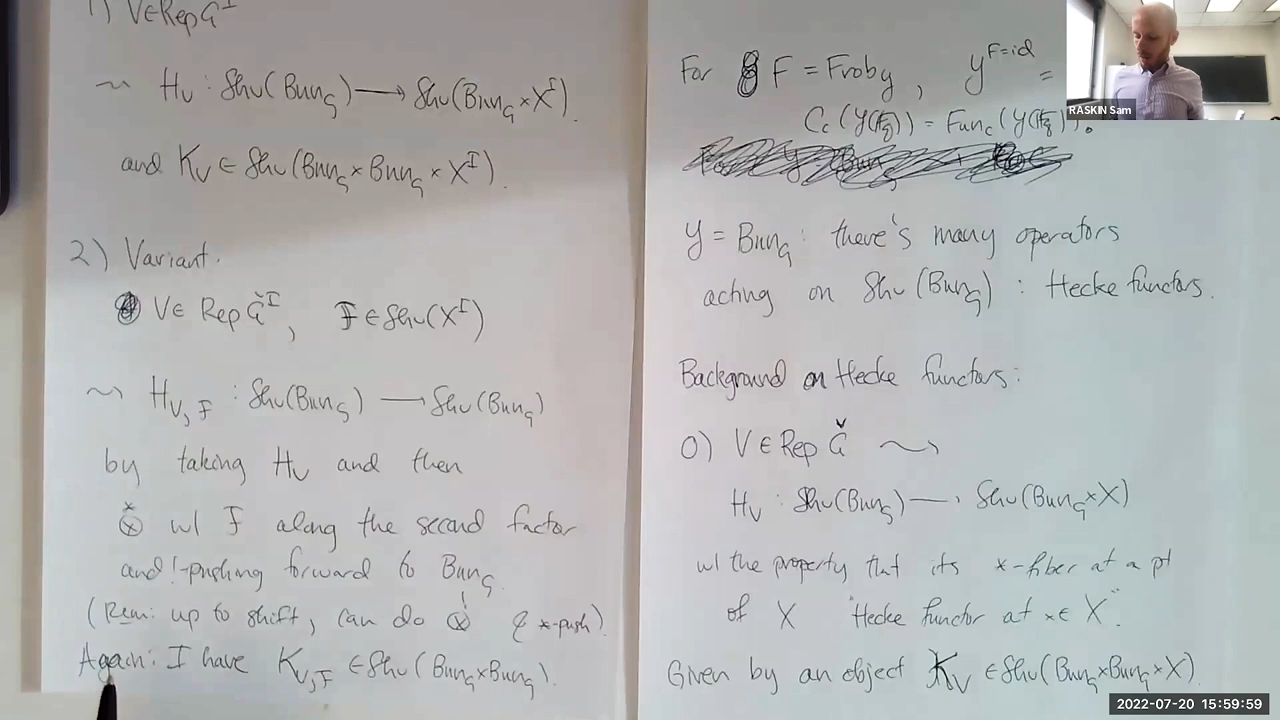 1) V∈Rep Ǧ^I
⇝ H_V : Shv(Bun_G) ⟶ Shv(Bun_G × X^I).
and K_V ∈ Shv(Bun_G × Bun_G × X^I).
2) Variant.
V∈ Rep Ǧ^I, F ∈ Shv(X^I)
⇝ H_{V,F} : Shv(Bun_G) ⟶ Shv(Bun_G)
by taking H_V and then
⊗^* w/ F along the second factor
and !-pushing forward to Bun_G.
(Rem: up to shift, can do ⊗^! & *-push).
Again: I have K_{V,F} ∈ Shv(Bun_G × Bun_G).
For F = Frob_y, y^{F=id} =
C_c(y(F_q)) = Fun_c(y(F_q)).
y = Bun_G: there's many operators
acting on Shv(Bun_G) : Hecke functors.
Background on Hecke functors:
0) V ∈ Rep Ǧ ⇝
H_V : Shv(Bun_G) ⟶ Shv(Bun_G × X)
w/ the property that its *-fiber at a pt
of X "Hecke functor at x ∈ X".
Given by an object K_V ∈ Shv(Bun_G × Bun_G × X).
RASKIN Sam
2022-07-20 15:59:59